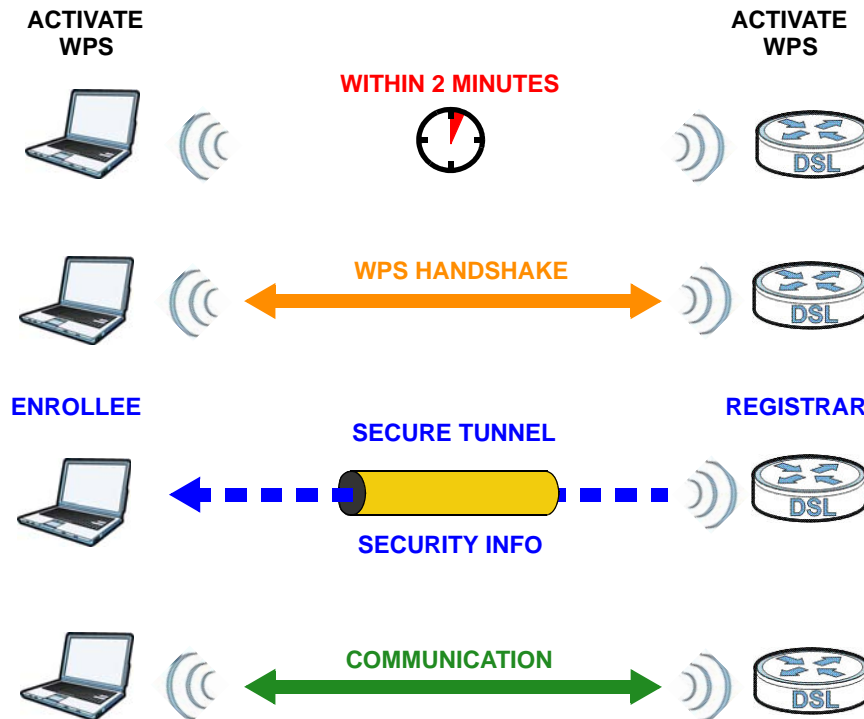 ACTIVATE
WPS
ACTIVATE
WPS
WITHIN 2 MINUTES
DSL
WPS HANDSHAKE
DSL
ENROLLEE
REGISTRAR
SECURE TUNNEL
DSL
SECURITY INFO
COMMUNICATION
DSL